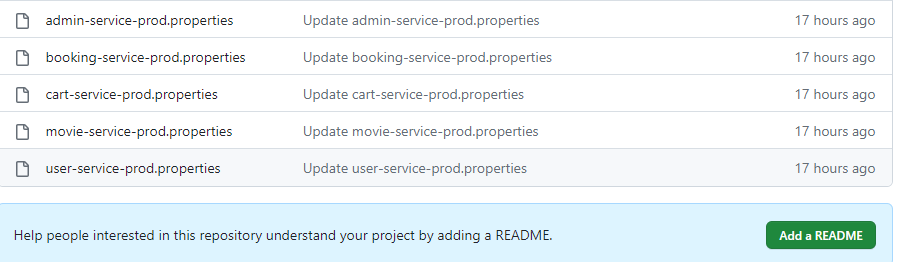 admin-service-prod.properties Update admin-service-prod.properties 17 hours ago
booking-service-prod.properties Update booking-service-prod.properties 17 hours ago
cart-service-prod.properties Update cart-service-prod.properties 17 hours ago
movie-service-prod.properties Update movie-service-prod.properties 17 hours ago
user-service-prod.properties Update user-service-prod.properties 17 hours ago
Help people interested in this repository understand your project by adding a README. Add a README